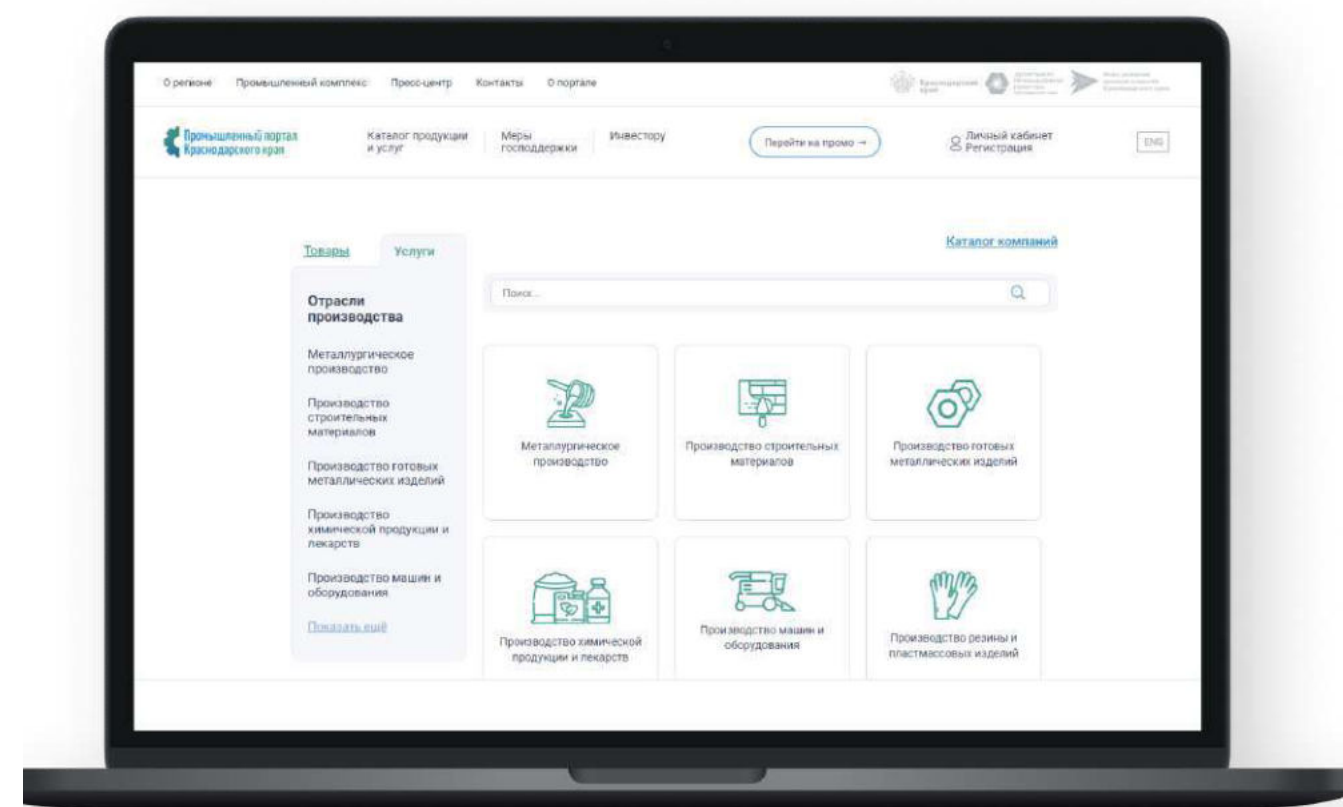 О регионе Промышленный комплекс Пресс-центр Контакты О портале
Краснодарский
край
Промышленный портал
Краснодарского края
Каталог продукции
и услуг
Меры
господдержки
Инвестору
Перейти на промо →
Личный кабинет
Регистрация
ENG
Товары
Услуги
Каталог компаний
Поиск...
Отрасли
производства
Металлургическое
производство
Производство
строительных
материалов
Производство готовых
металлических изделий
Производство
химической продукции и
лекарств
Производство машин и
оборудования
Показать ещё
Металлургическое
производство
Производство строительных
материалов
Производство готовых
металлических изделий
Производство химической
продукции и лекарств
Производство машин и
оборудования
Производство резины и
пластмассовых изделий